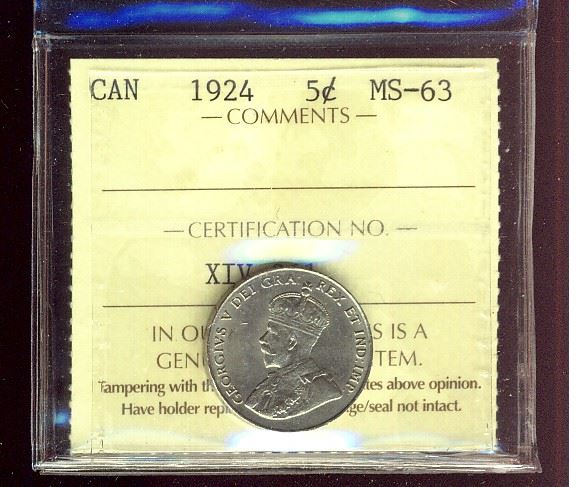 CAN 1924 5¢ MS-63
— COMMENTS —
— CERTIFICATION NO. —
XIV
GEORGIVS V DEI GRA: REX ET IND:IMP:
IN OU S IS A
GEN TEM.
Tampering with th tes above opinion.
Have holder repl ge/seal not intact.